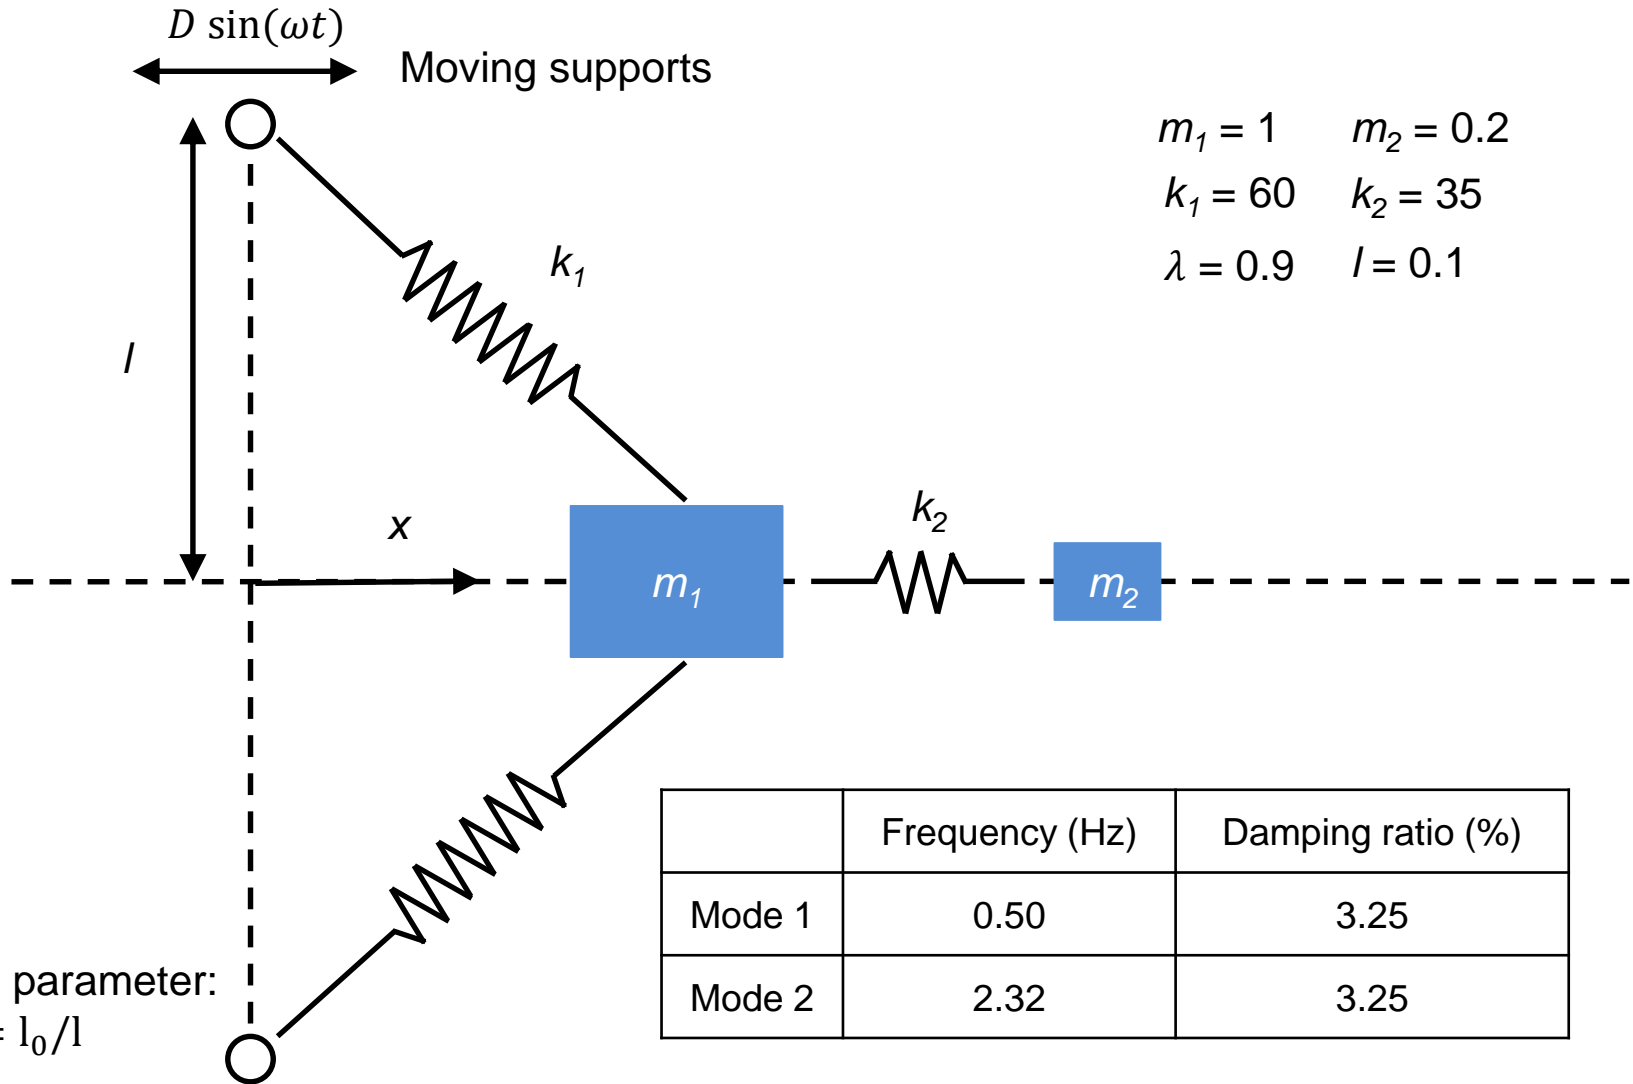 D sin(ωt)
Moving supports
m₁ = 1 m₂ = 0.2
k₁ = 60 k₂ = 35
λ = 0.9 l = 0.1
k₁
l
x
k₂
m₁
m₂
Frequency (Hz) Damping ratio (%)
Mode 1 0.50 3.25
Mode 2 2.32 3.25
parameter:
= l₀/l